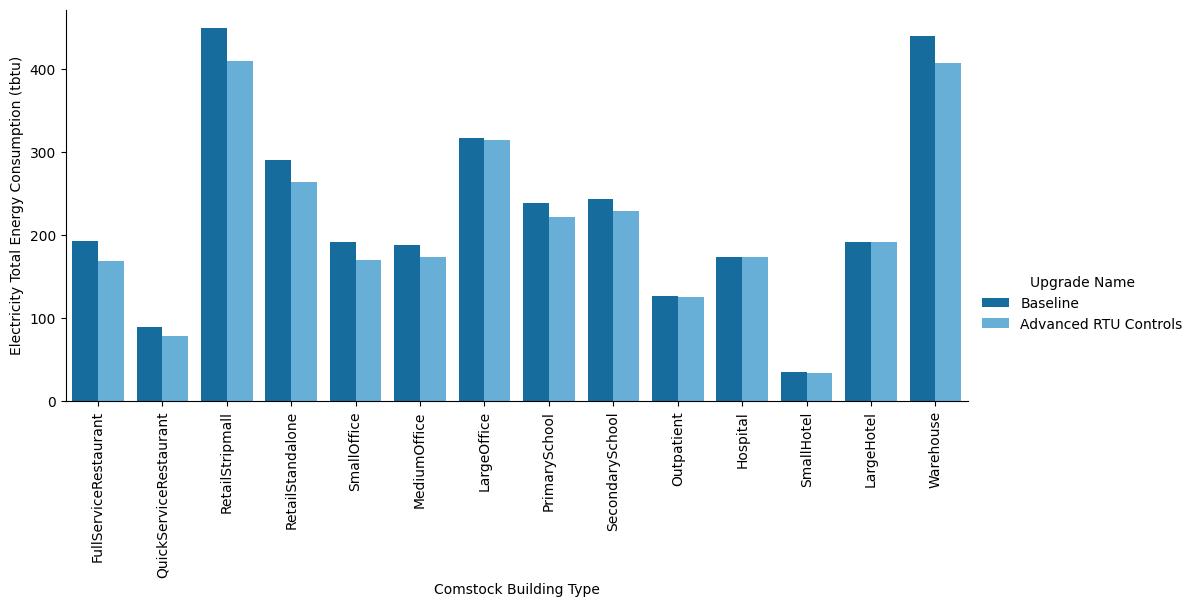 Electricity Total Energy Consumption (tbtu)
400
300
200
100
0
FullServiceRestaurant
QuickServiceRestaurant
RetailStripmall
RetailStandalone
SmallOffice
MediumOffice
LargeOffice
PrimarySchool
SecondarySchool
Outpatient
Hospital
SmallHotel
LargeHotel
Warehouse
Comstock Building Type
Upgrade Name
Baseline
Advanced RTU Controls